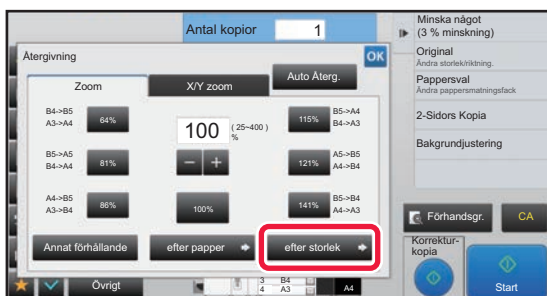 Antal kopior 1
Minska något
(3 % minskning)
Återgivning
OK
Original
Ändra storlek/riktning.
Zoom
X/Y zoom
Auto Återg.
Pappersval
Ändra pappersmatningsfack
B4->B5
A3->A4
64%
100
(25~400)
%
115%
B5->A4
B4->A3
2-Sidors Kopia
Bakgrundjustering
B5->A5
B4->A4
81%
121%
A5->B5
A4->B4
A4->B5
A3->B4
86%
100%
141%
B5->B4
A4->A3
Förhandsgr.
CA
Annat förhållande
efter papper
efter storlek
Korrektur-
kopia
Övrigt
3 B4
4 A3
A4
Start